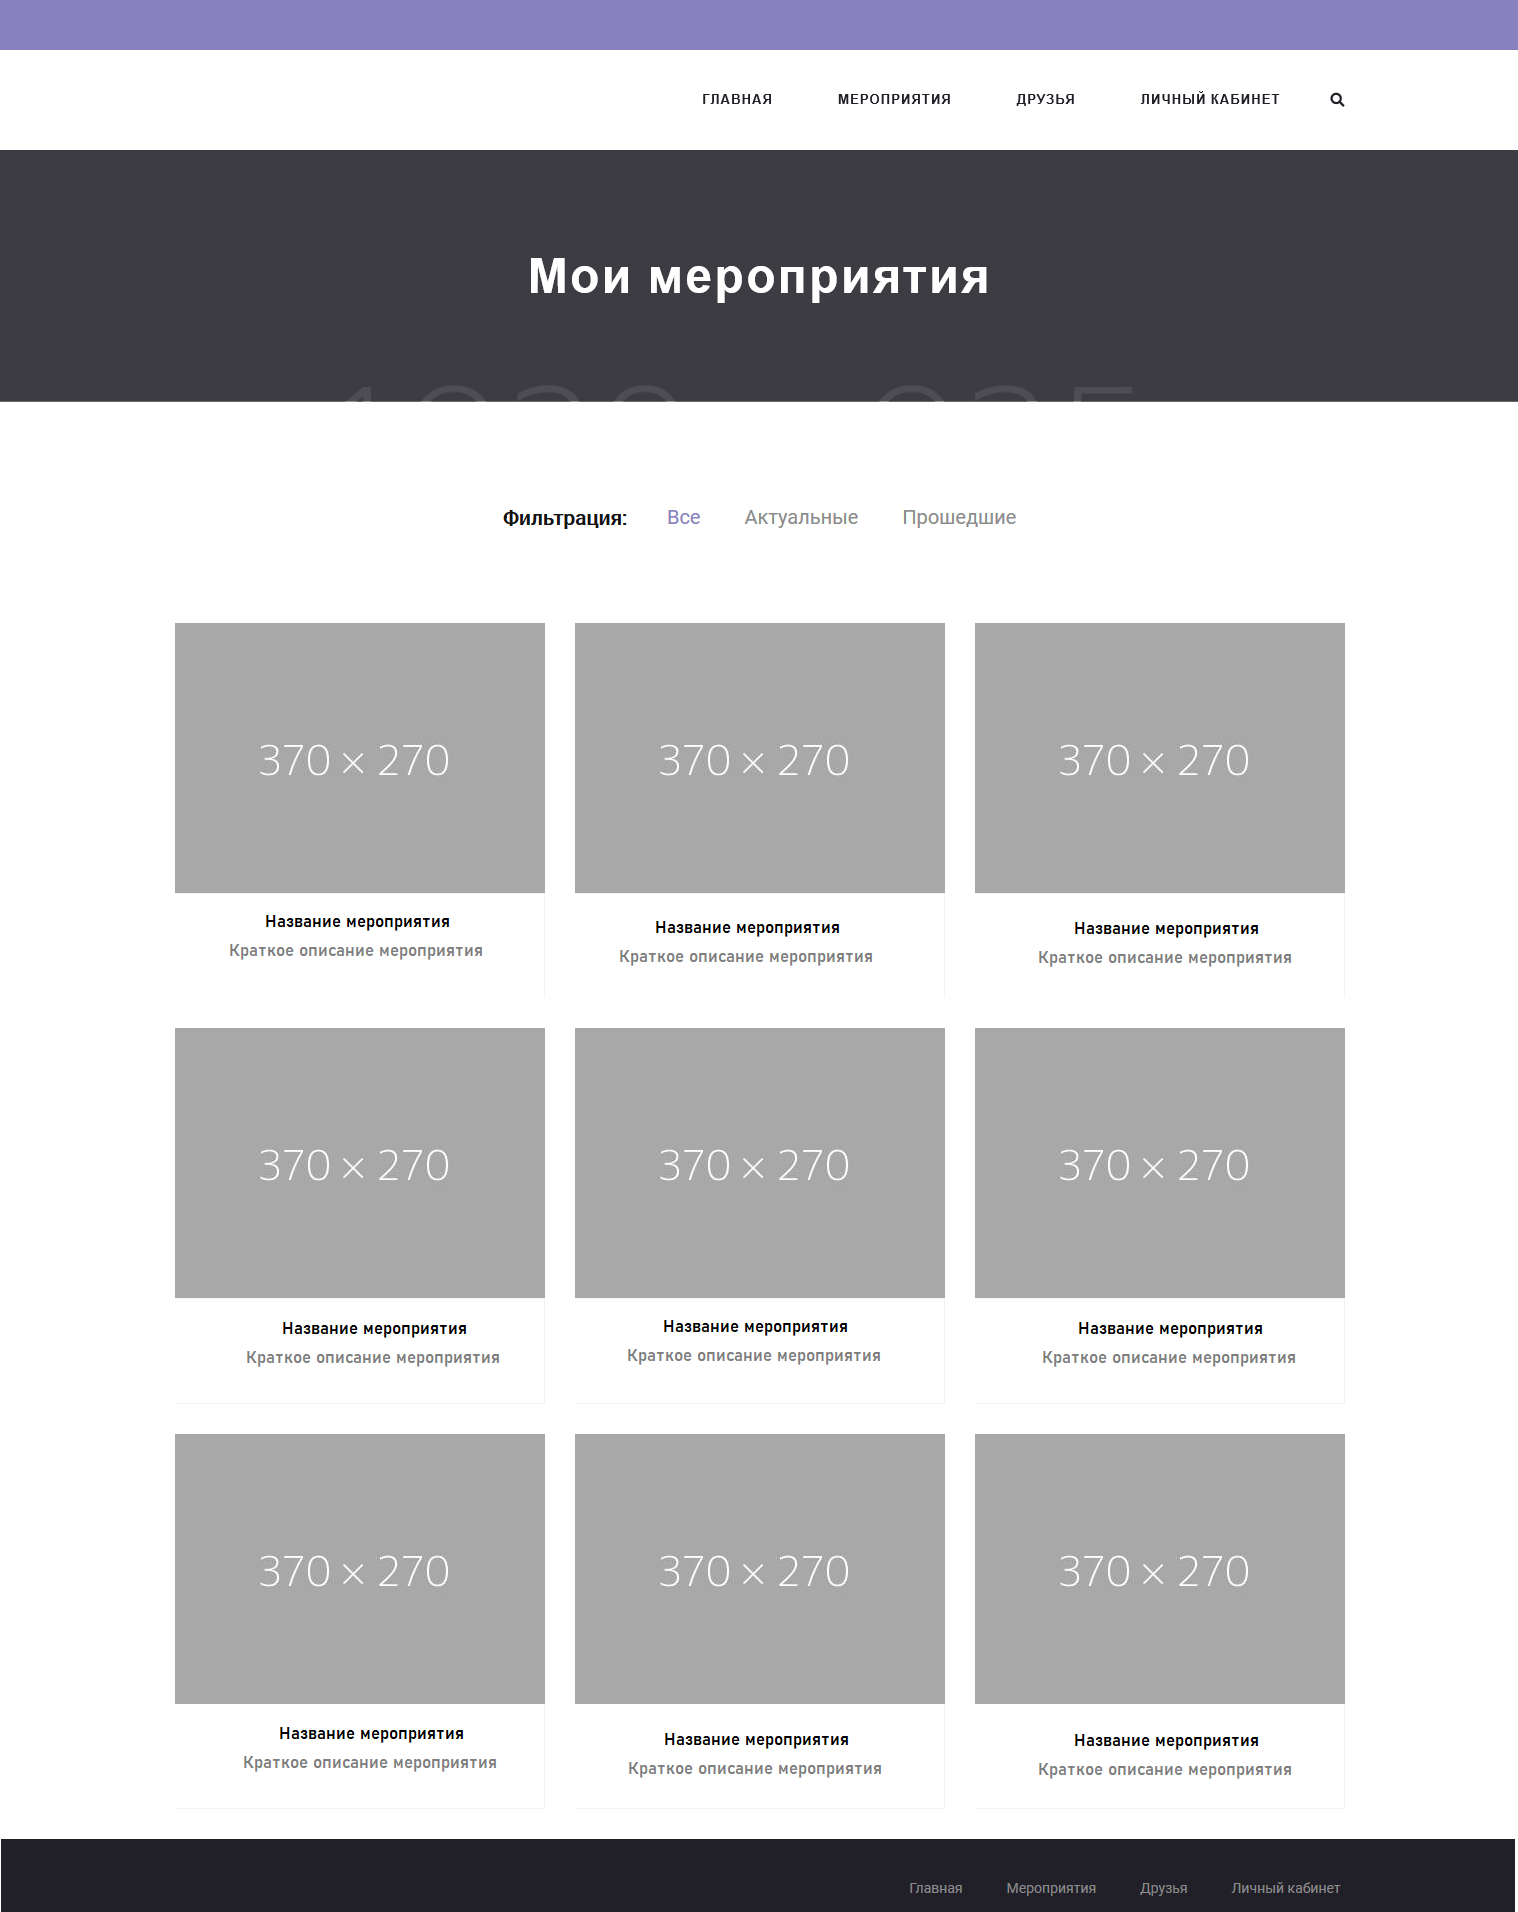 ГЛАВНАЯ МЕРОПРИЯТИЯ ДРУЗЬЯ ЛИЧНЫЙ КАБИНЕТ
Мои мероприятия
Фильтрация: Все Актуальные Прошедшие
370 × 270 370 × 270 370 × 270
Название мероприятия Название мероприятия Название мероприятия
Краткое описание мероприятия Краткое описание мероприятия Краткое описание мероприятия
370 × 270 370 × 270 370 × 270
Название мероприятия Название мероприятия Название мероприятия
Краткое описание мероприятия Краткое описание мероприятия Краткое описание мероприятия
370 × 270 370 × 270 370 × 270
Название мероприятия Название мероприятия Название мероприятия
Краткое описание мероприятия Краткое описание мероприятия Краткое описание мероприятия
Главная Мероприятия Друзья Личный кабинет